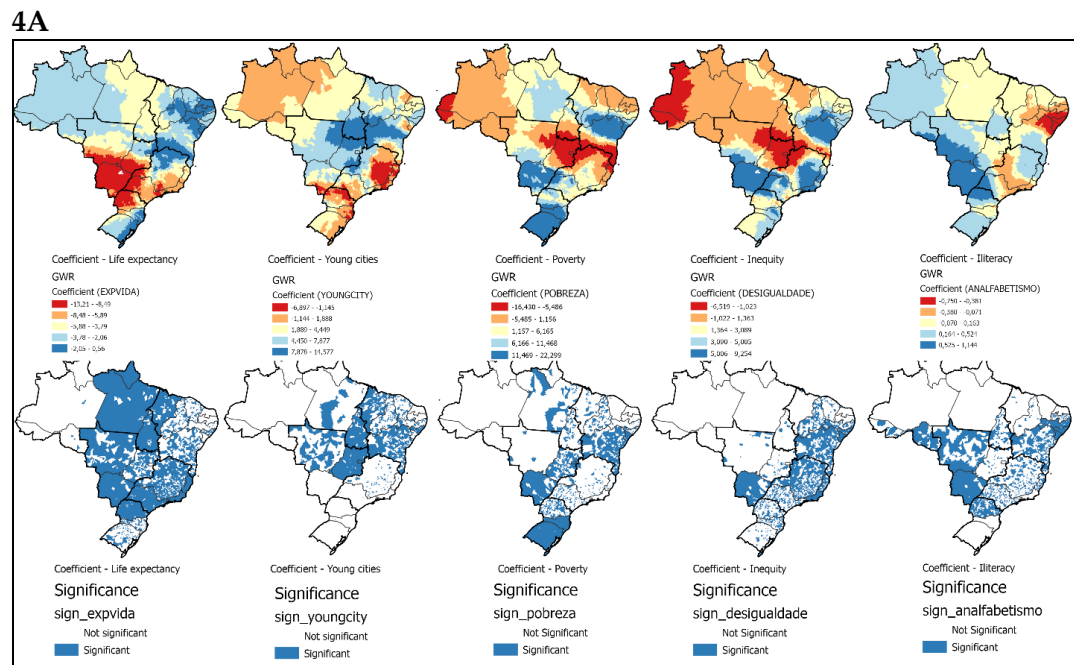 4A
Coefficient - Life expectancy
GWR
Coefficient (EXPVIDA)
-13,21 - -8,49
-8,48 - -5,89
-5,88 - -3,79
-3,78 - -2,06
-2,05 - 0,56
Coefficient - Young cities
GWR
Coefficient (YOUNGCITY)
-6,897 - -1,145
-1,144 - 1,888
1,889 - 4,449
4,450 - 7,877
7,878 - 14,577
Coefficient - Poverty
GWR
Coefficient (POBREZA)
-16,430 - -5,486
-5,485 - 1,156
1,157 - 6,165
6,166 - 11,468
11,469 - 22,299
Coefficient - Inequity
GWR
Coefficient (DESIGUALDADE)
-6,519 - -1,023
-1,022 - 1,363
1,364 - 3,089
3,090 - 5,005
5,006 - 9,254
Coefficient - Iliteracy
GWR
Coefficient (ANALFABETISMO)
-0,750 - -0,381
-0,380 - -0,071
-0,070 - 0,163
0,164 - 0,524
0,525 - 1,144
Coefficient - Life expectancy
Significance
sign_expvida
Not significant
Significant
Coefficient - Young cities
Significance
sign_youngcity
Not significant
Significant
Coefficient - Poverty
Significance
sign_pobreza
Not Significant
Significant
Coefficient - Inequity
Significance
sign_desigualdade
Not significant
Significant
Coefficient - Iliteracy
Significance
sign_analfabetismo
Not Significant
Significant